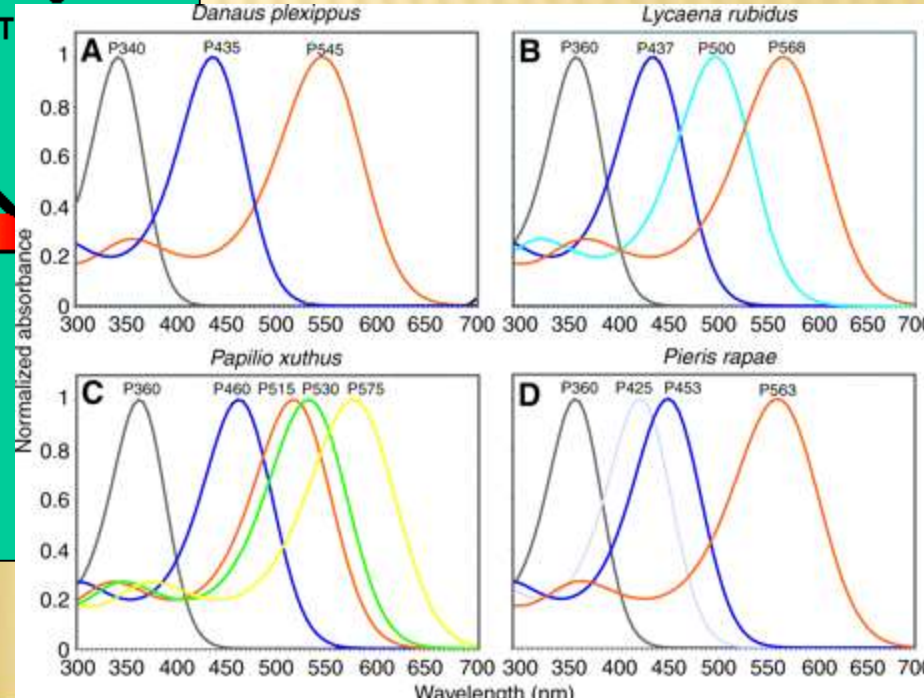 T
Danaus plexippus
A
P340 P435 P545
1
0.8
0.6
0.4
0.2
0
300 350 400 450 500 550 600 650 700
Lycaena rubidus
B
P360 P437 P500 P568
300 350 400 450 500 550 600 650 70
Normalized absorbance
Papilio xuthus
C
P360 P460 P515 P530 P575
1
0.8
0.6
0.4
0.2
0
300 350 400 450 500 550 600 650 700
Pieris rapae
D
P360 P425 P453 P563
300 350 400 450 500 550 600 650 700
Wavelength (nm)